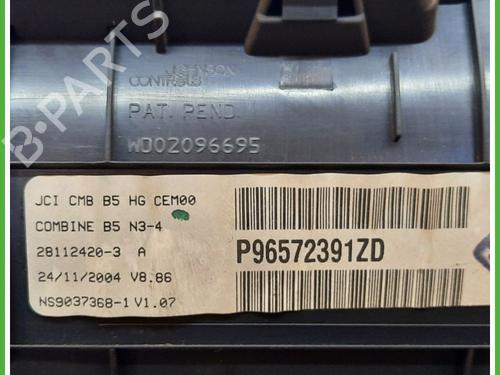 JOHNSON
CONTROLS
PAT. PEND.
WD02096695
JCI CMB B5 HG CEM00
COMBINE B5 N3-4
28112420-3 A
24/11/2004 V8.86
NS9037368-1 V1.07
P96572391ZD
B-PARTS